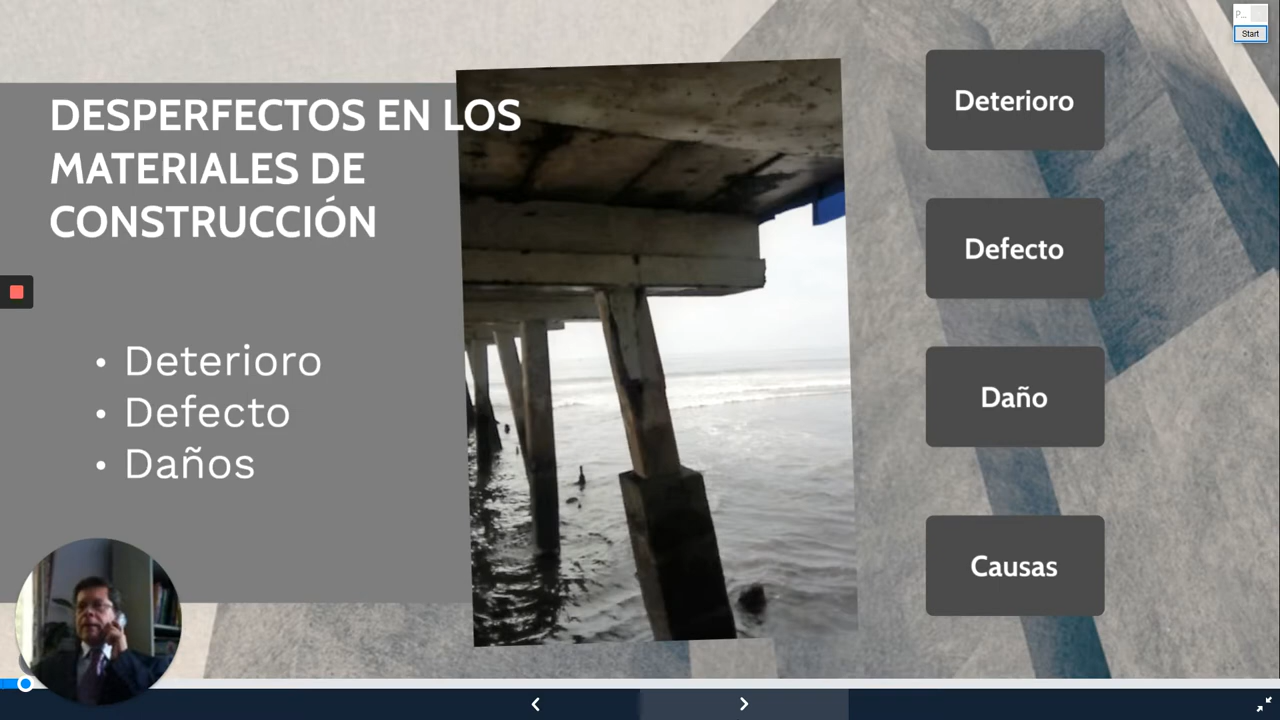 DESPERFECTOS EN LOS
MATERIALES DE
CONSTRUCCIÓN
• Deterioro
• Defecto
• Daños
Deterioro
Defecto
Daño
Causas
P...
Start